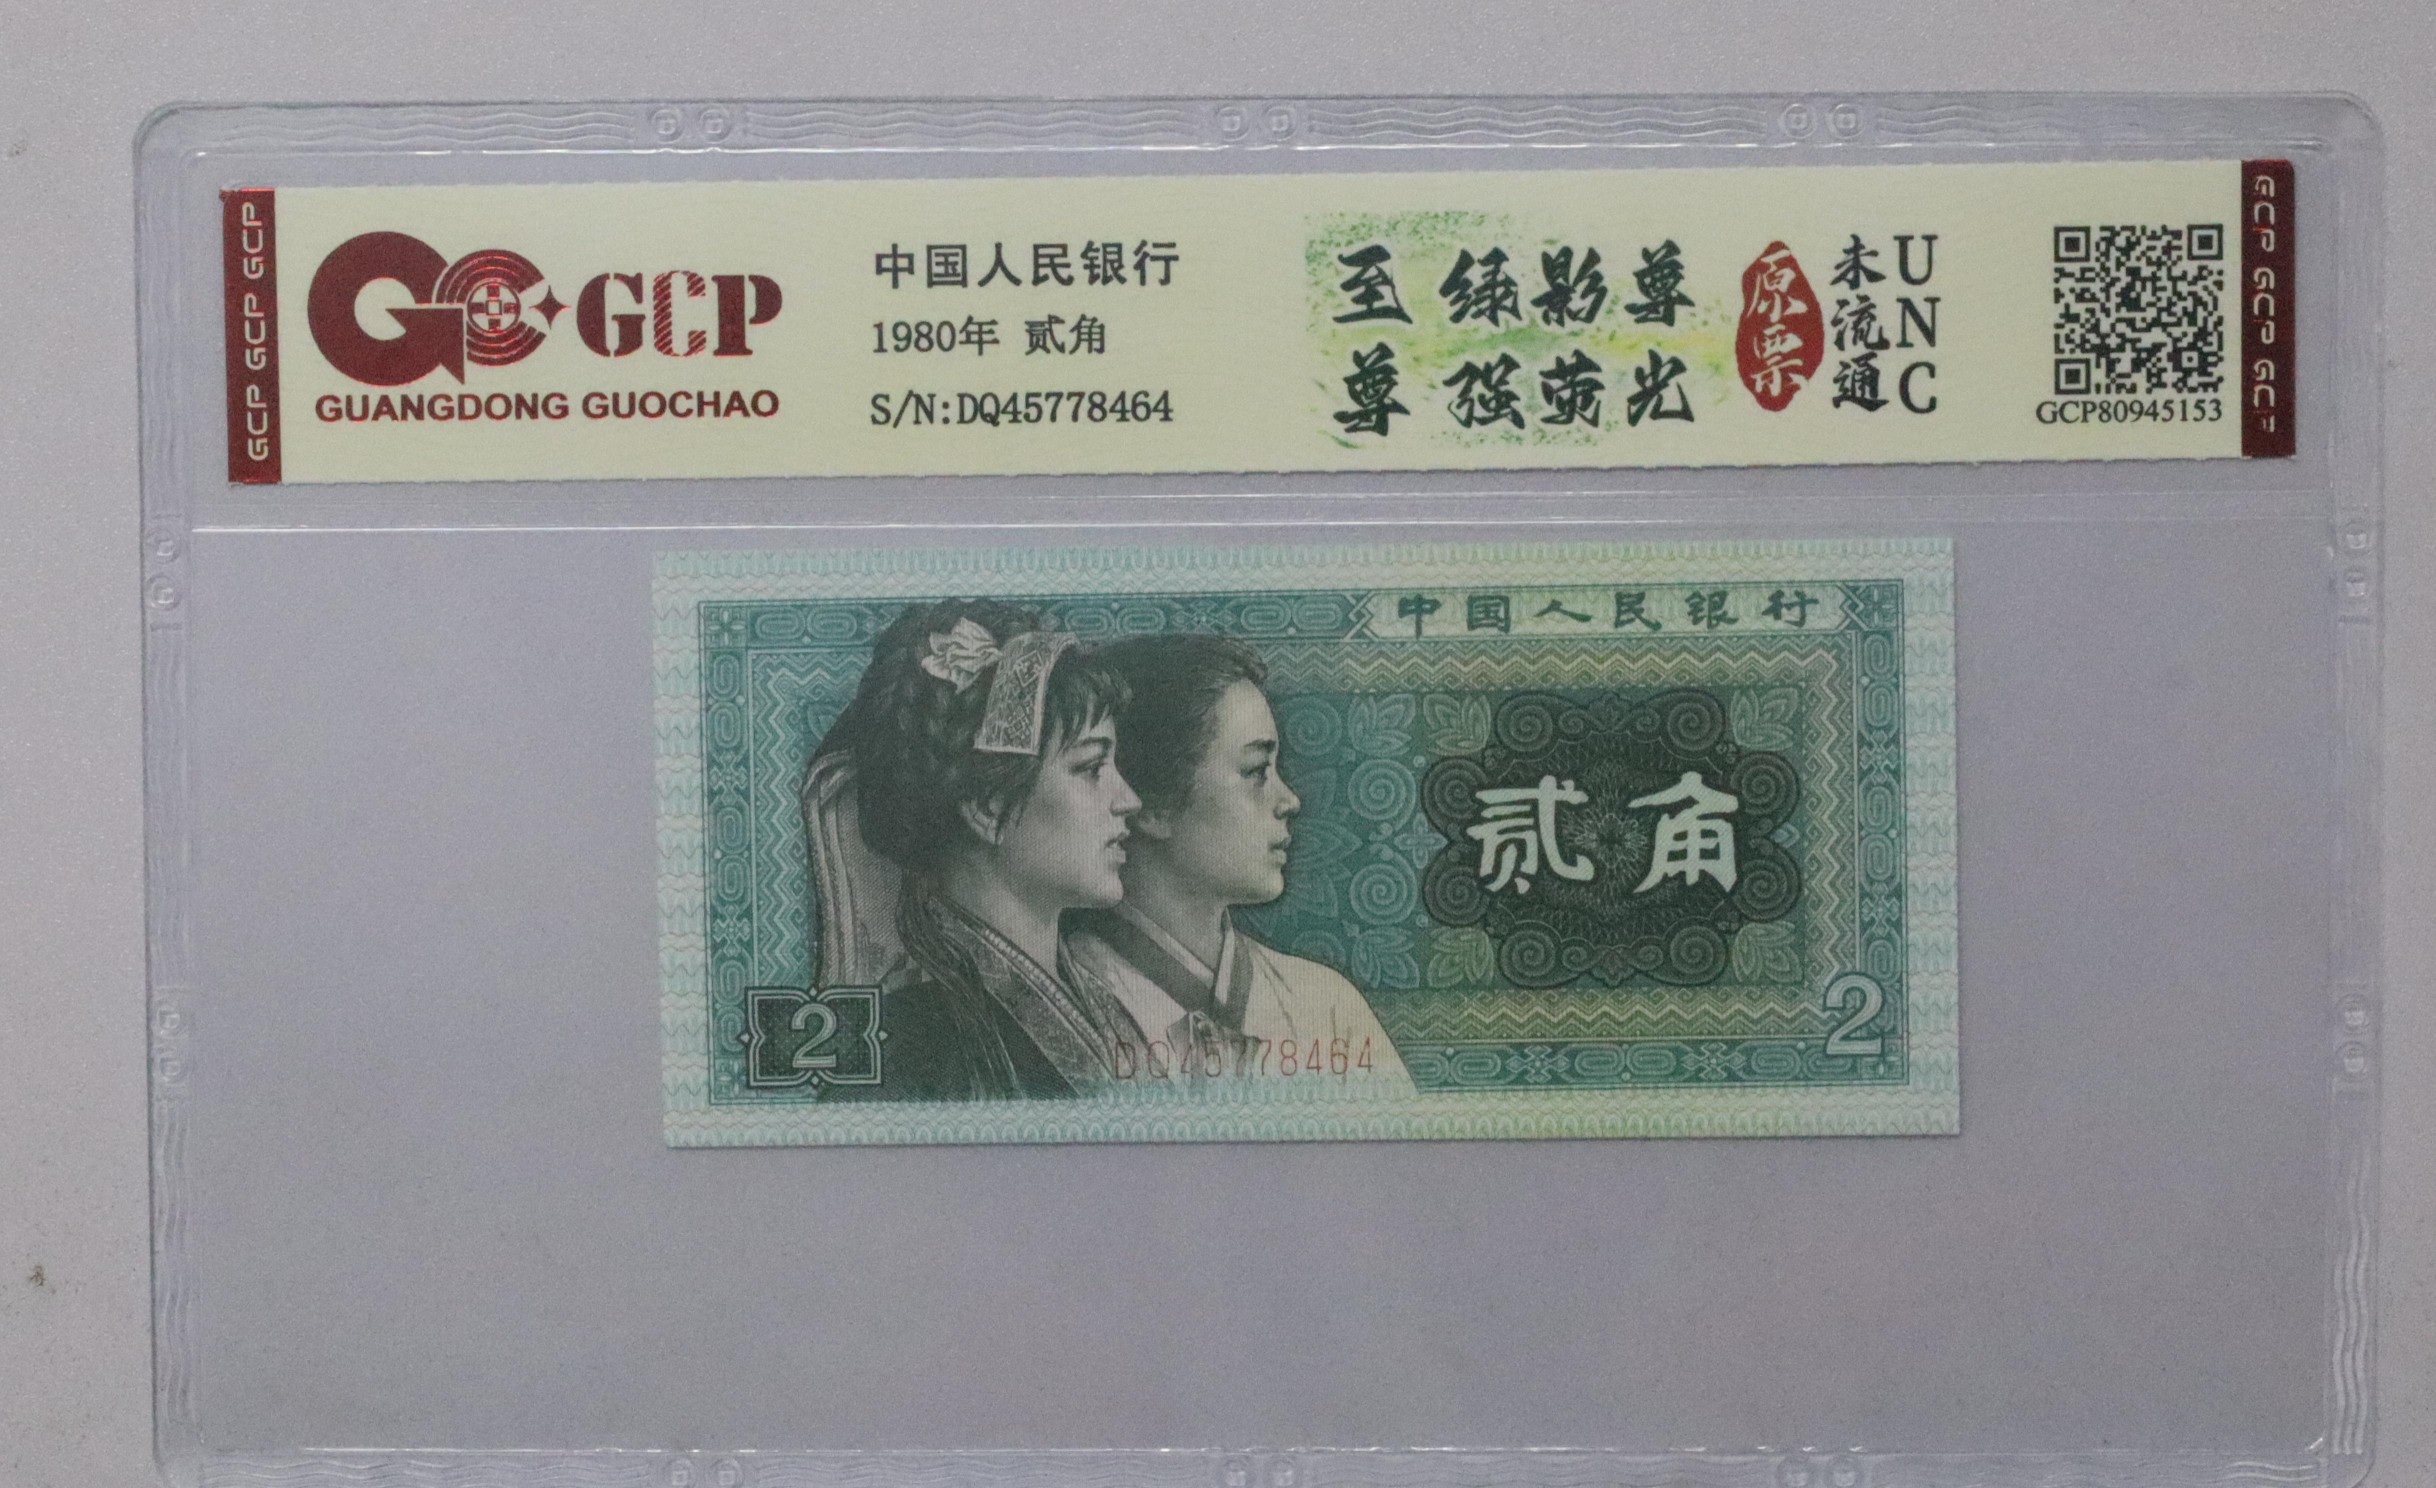 GCP GCP GCP
GCP
GUANGDONG GUOCHAO
中国人民银行
1980年 贰角
S/N:DQ45778464
至尊
绿影尊
强荧光
原票
未流通
UNC
GCP80945153
GCP GCP GCP
中国人民银行
贰角
2
DQ45778464
2